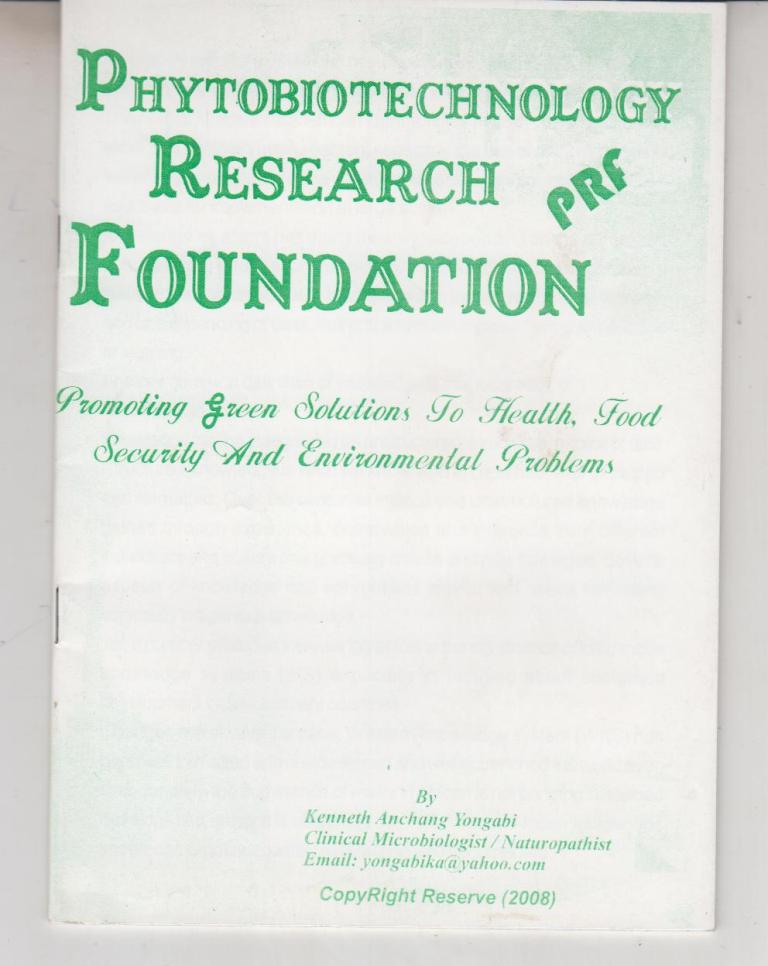 PHYTOBIOTECHNOLOGY
RESEARCH
PRF
FOUNDATION
Promoting Green Solutions To Health, Food
Security And Environmental Problems
By
Kenneth Anchang Yongabi
Clinical Microbiologist / Naturopathist
Email: yongabika@yahoo.com
CopyRight Reserve (2008)